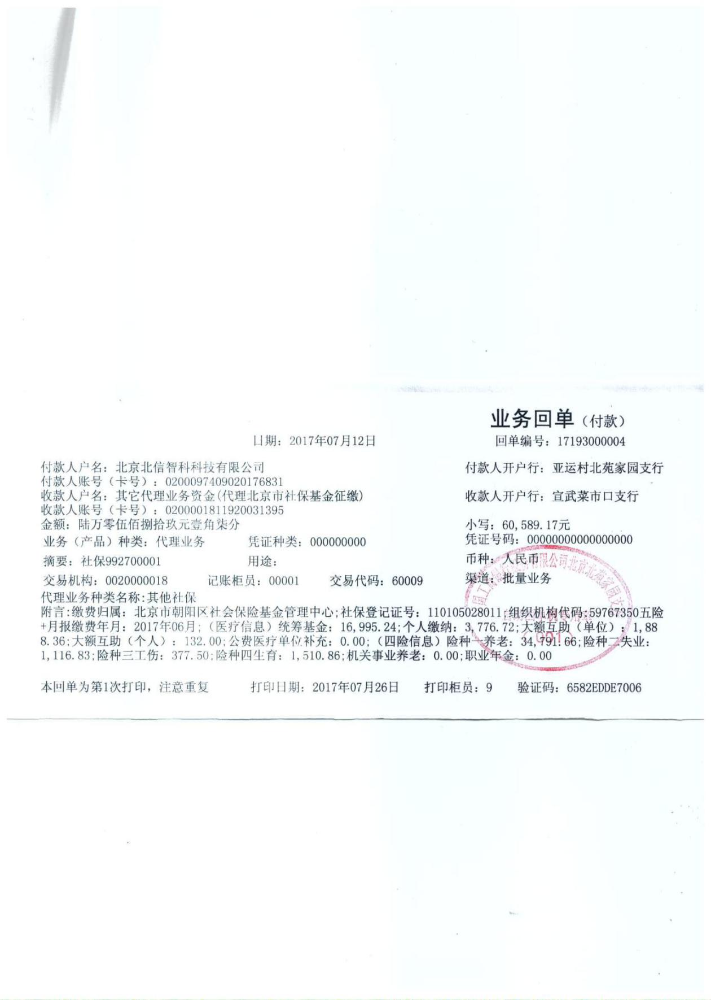 业务回单（付款）
日期：2017年07月12日 回单编号：17193000004
付款人户名：北京北信智科科技有限公司 付款人开户行：亚运村北苑家园支行
付款人账号（卡号）：0200097409020176831
收款人户名：其它代理业务资金(代理北京市社保基金征缴) 收款人开户行：宣武菜市口支行
收款人账号（卡号）：0200001811920031395
金额：陆万零伍佰捌拾玖元壹角柒分 小写：60,589.17元
业务（产品）种类：代理业务 凭证种类：000000000 凭证号码：00000000000000000
摘要：社保992700001 用途： 币种：人民币
交易机构：0020000018 记账柜员：00001 交易代码：60009 渠道：批量业务
代理业务种类名称:其他社保
附言:缴费归属：北京市朝阳区社会保险基金管理中心;社保登记证号：110105028011;组织机构代码:59767350五险
+月报缴费年月：2017年06月;（医疗信息）统筹基金：16,995.24;个人缴纳：3,776.72;大额互助（单位）：1,88
8.36;大额互助（个人）：132.00;公费医疗单位补充：0.00;（四险信息）险种一养老：34,791.66;险种二失业：
1,116.83;险种三工伤：377.50;险种四生育：1,510.86;机关事业养老：0.00;职业年金：0.00
本回单为第1次打印，注意重复 打印日期：2017年07月26日 打印柜员：9 验证码：6582EDDE7006